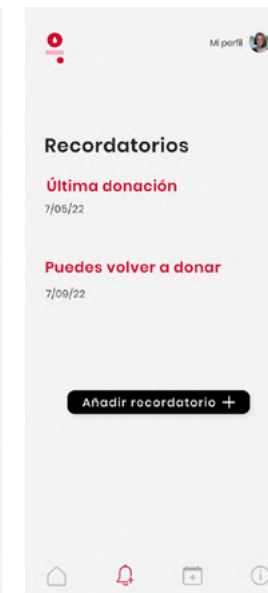 Mi perfil
Recordatorios
Última donación
7/05/22
Puedes volver a donar
7/09/22
Añadir recordatorio +